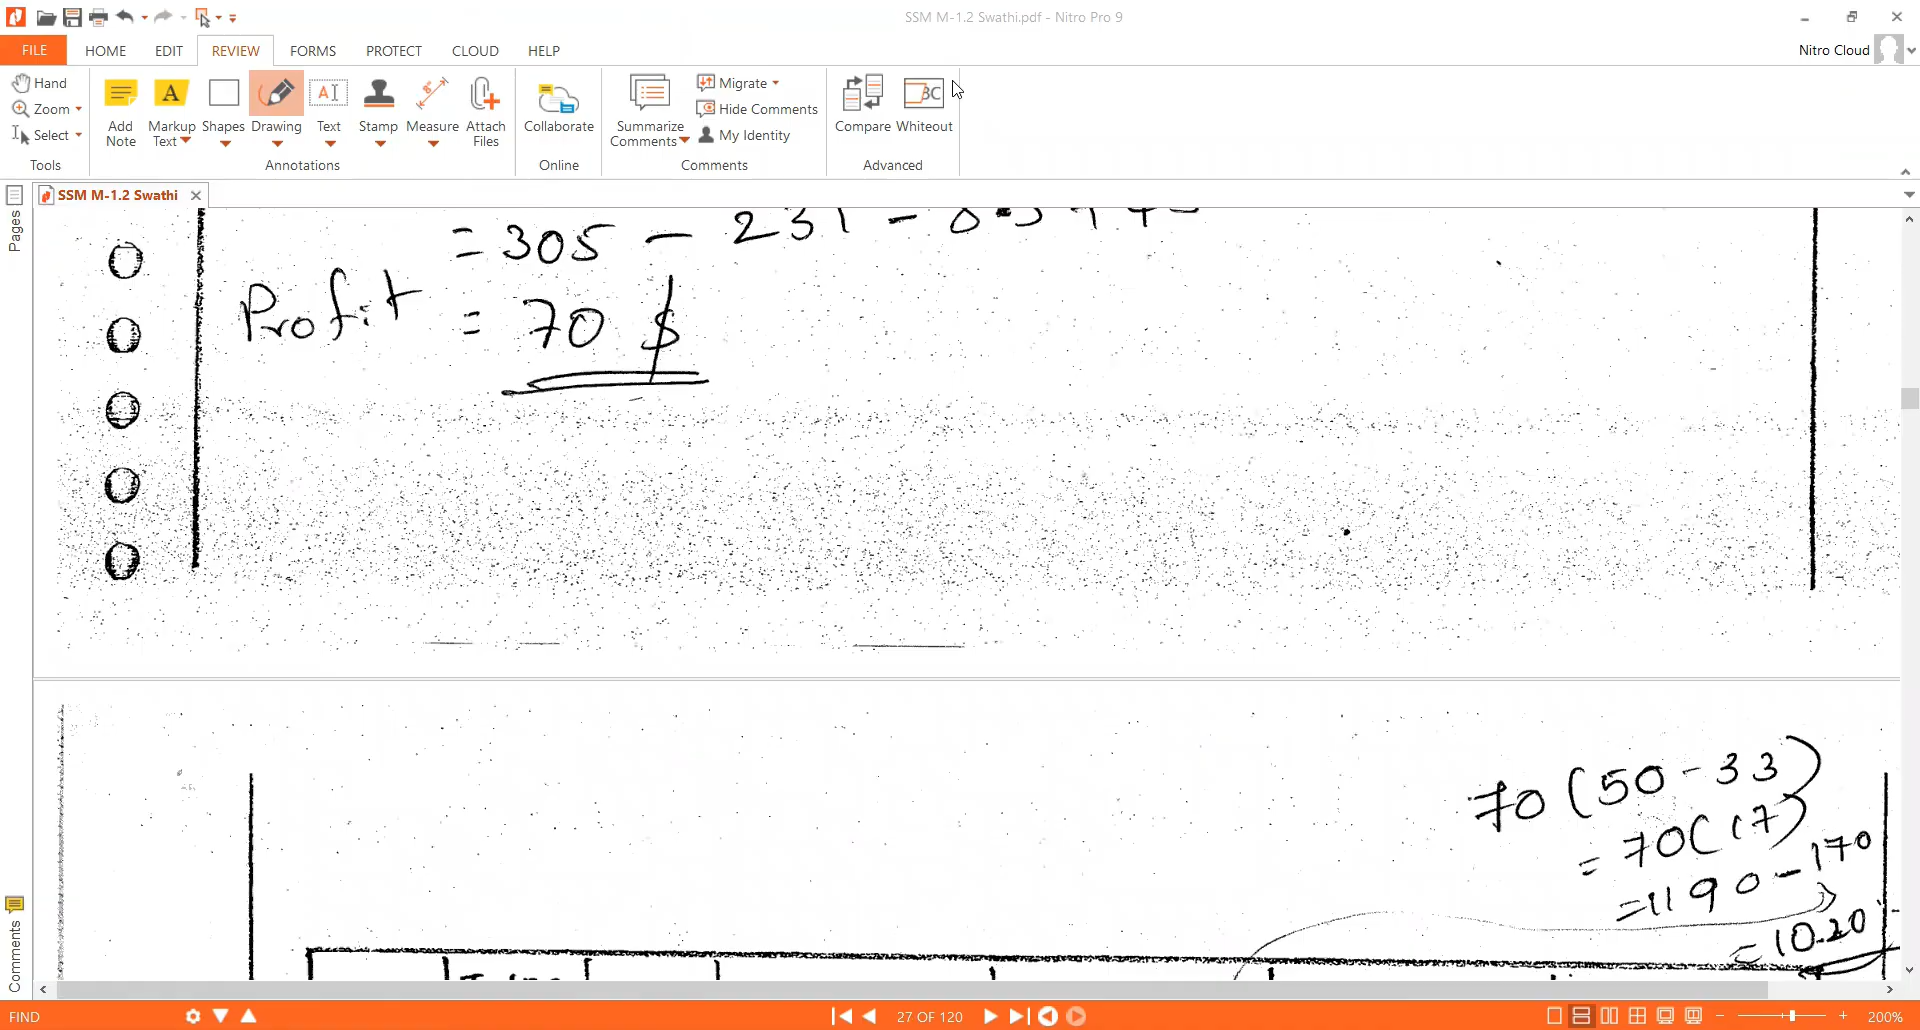 SSM M-1.2 Swathi.pdf - Nitro Pro 9
FILE HOME EDIT REVIEW FORMS PROTECT CLOUD HELP
Nitro Cloud
Hand
Zoom
Select
Tools
Add Note
Markup Text
Shapes
Drawing
Text
Stamp
Measure
Attach Files
Annotations
Collaborate
Online
Summarize Comments
Migrate
Hide Comments
My Identity
Comments
Compare
Whiteout
Advanced
Pages
SSM M-1.2 Swathi
= 305 - 231 -
Profit = 70 $
70 (50-33)
= 70(17)
=1190-170
= 10.20
Comments
FIND
27 OF 120
200%